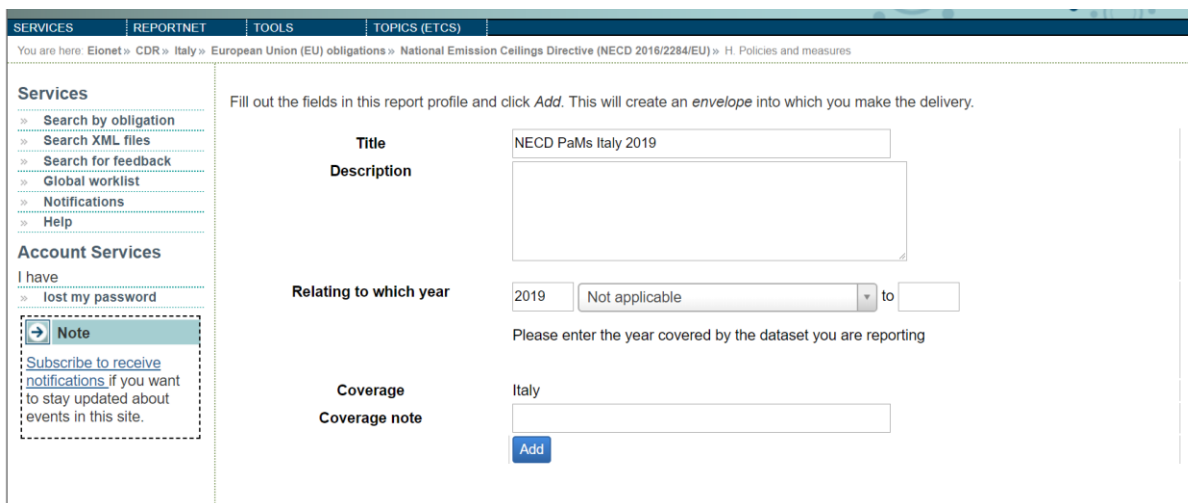 SERVICES REPORTNET TOOLS TOPICS (ETCS)
You are here: Eionet » CDR » Italy » European Union (EU) obligations » National Emission Ceilings Directive (NECD 2016/2284/EU) » H. Policies and measures
Services
» Search by obligation
» Search XML files
» Search for feedback
» Global worklist
» Notifications
» Help
Account Services
I have
» lost my password
Note
Subscribe to receive
notifications if you want
to stay updated about
events in this site.
Fill out the fields in this report profile and click Add. This will create an envelope into which you make the delivery.
Title NECD PaMs Italy 2019
Description
Relating to which year 2019 Not applicable to
Please enter the year covered by the dataset you are reporting
Coverage Italy
Coverage note
Add